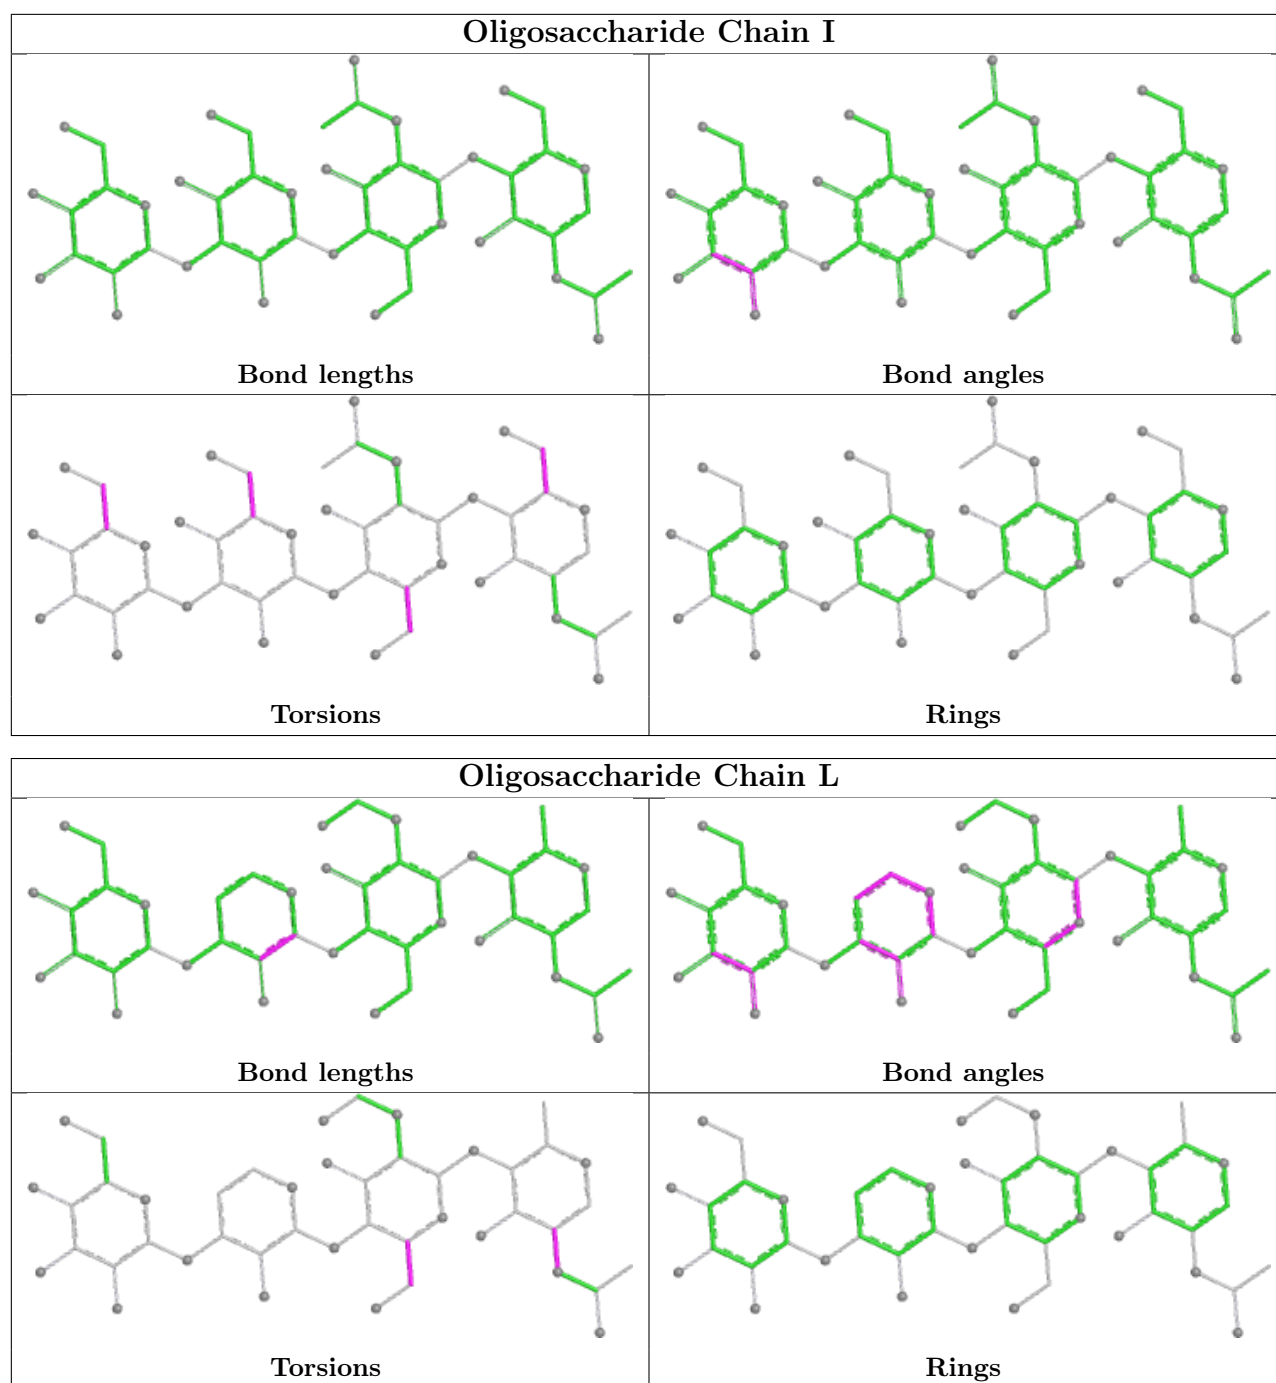 Oligosaccharide Chain I
Bond lengths
Bond angles
Torsions
Rings
Oligosaccharide Chain L
Bond lengths
Bond angles
Torsions
Rings